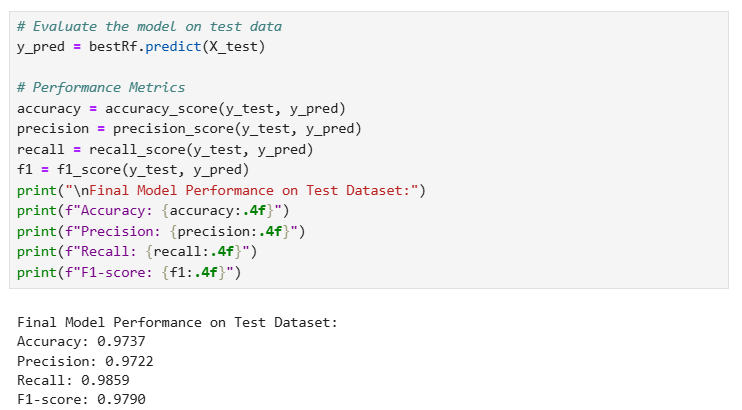 # Evaluate the model on test data
y_pred = bestRf.predict(X_test)
# Performance Metrics
accuracy = accuracy_score(y_test, y_pred)
precision = precision_score(y_test, y_pred)
recall = recall_score(y_test, y_pred)
f1 = f1_score(y_test, y_pred)
print("\nFinal Model Performance on Test Dataset:")
print(f"Accuracy: {accuracy:.4f}")
print(f"Precision: {precision:.4f}")
print(f"Recall: {recall:.4f}")
print(f"F1-score: {f1:.4f}")
Final Model Performance on Test Dataset:
Accuracy: 0.9737
Precision: 0.9722
Recall: 0.9859
F1-score: 0.9790